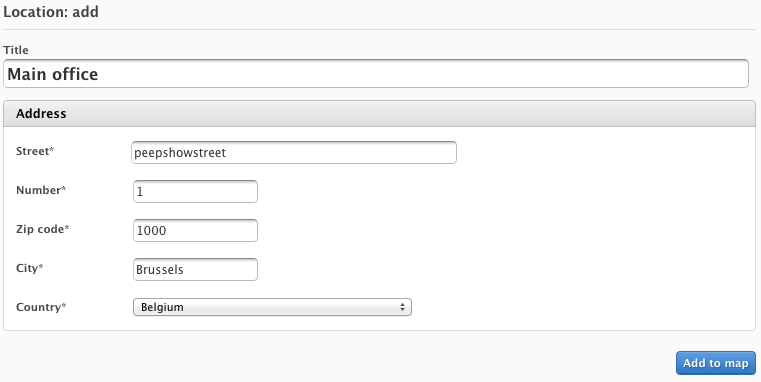 Location: add
Title
Main office
Address
Street* peepshowstreet
Number* 1
Zip code* 1000
City* Brussels
Country* Belgium
Add to map